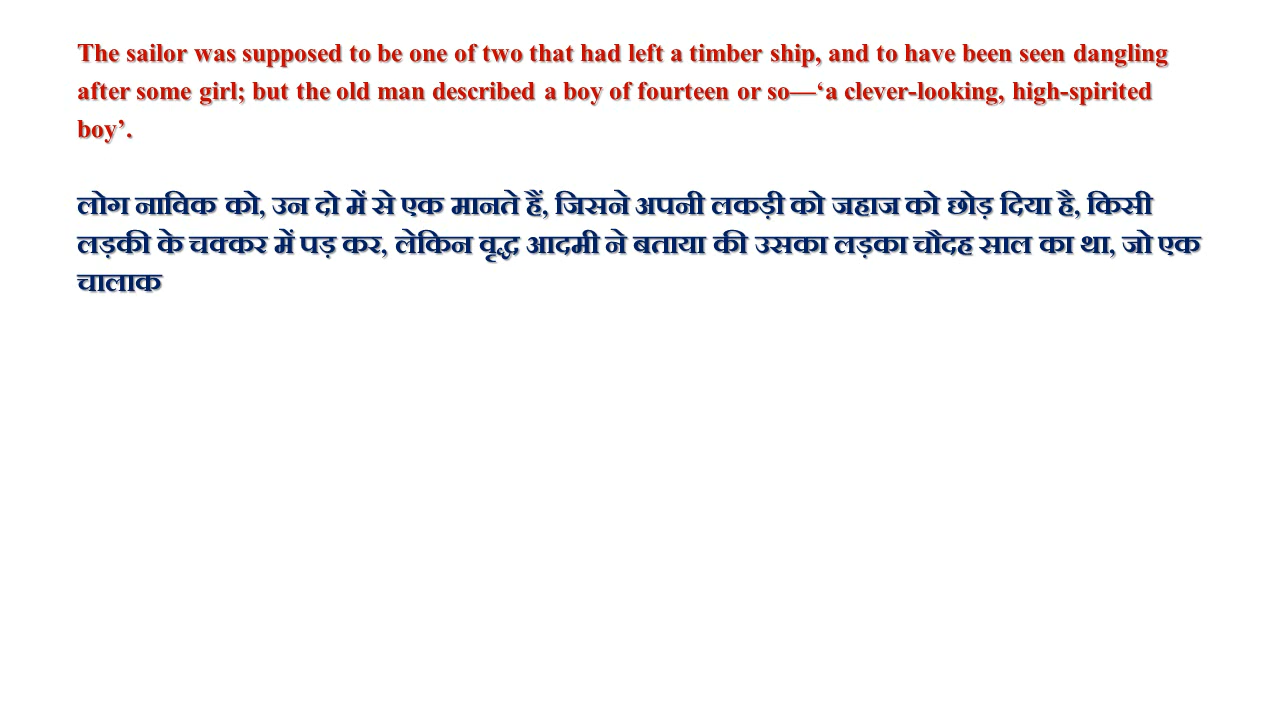 The sailor was supposed to be one of two that had left a timber ship, and to have been seen dangling
after some girl; but the old man described a boy of fourteen or so—‘a clever-looking, high-spirited
boy’.
लोग नाविक को, उन दो में से एक मानते हैं, जिसने अपनी लकड़ी को जहाज को छोड़ दिया है, किसी
लड़की के चक्कर में पड़ कर, लेकिन वृद्ध आदमी ने बताया की उसका लड़का चौदह साल का था, जो एक
चालाक